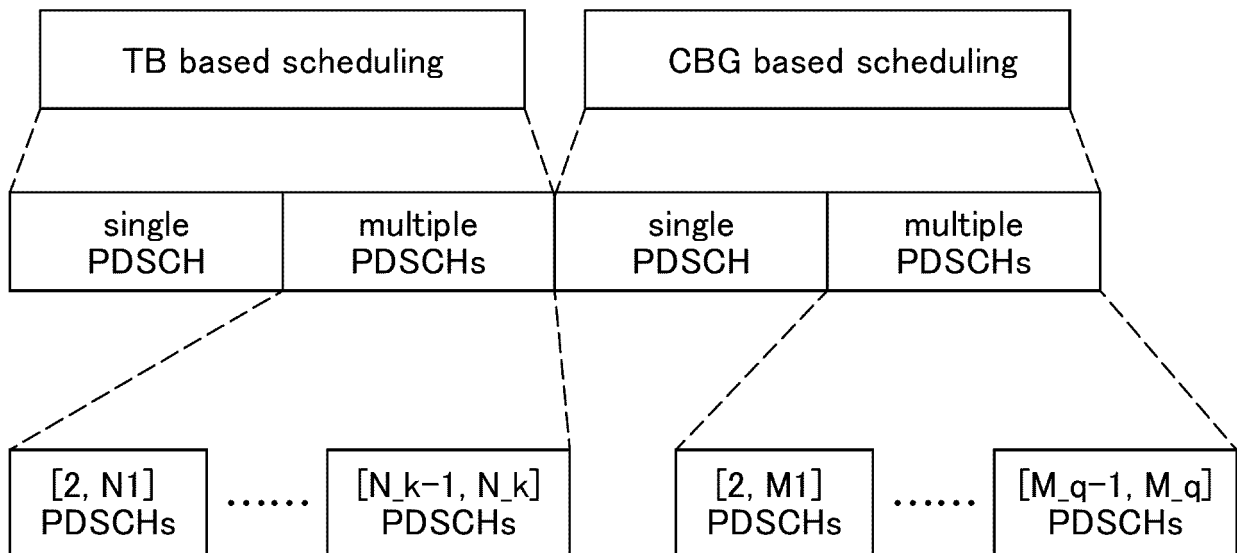 TB based scheduling
CBG based scheduling
single
PDSCH
multiple
PDSCHs
single
PDSCH
multiple
PDSCHs
[2, N1]
PDSCHs
……
[N_k-1, N_k]
PDSCHs
[2, M1]
PDSCHs
……
[M_q-1, M_q]
PDSCHs